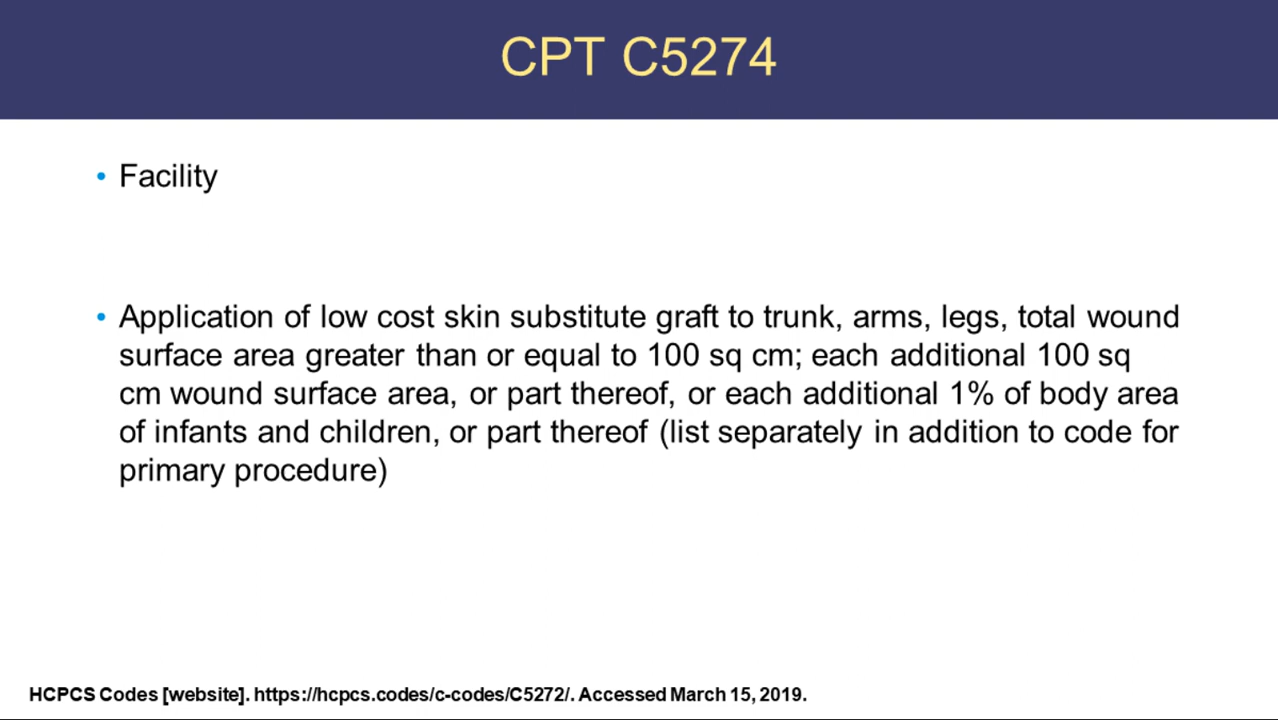 CPT C5274
• Facility
• Application of low cost skin substitute graft to trunk, arms, legs, total wound
surface area greater than or equal to 100 sq cm; each additional 100 sq
cm wound surface area, or part thereof, or each additional 1% of body area
of infants and children, or part thereof (list separately in addition to code for
primary procedure)
HCPCS Codes [website]. https://hcpcs.codes/c-codes/C5272/. Accessed March 15, 2019.